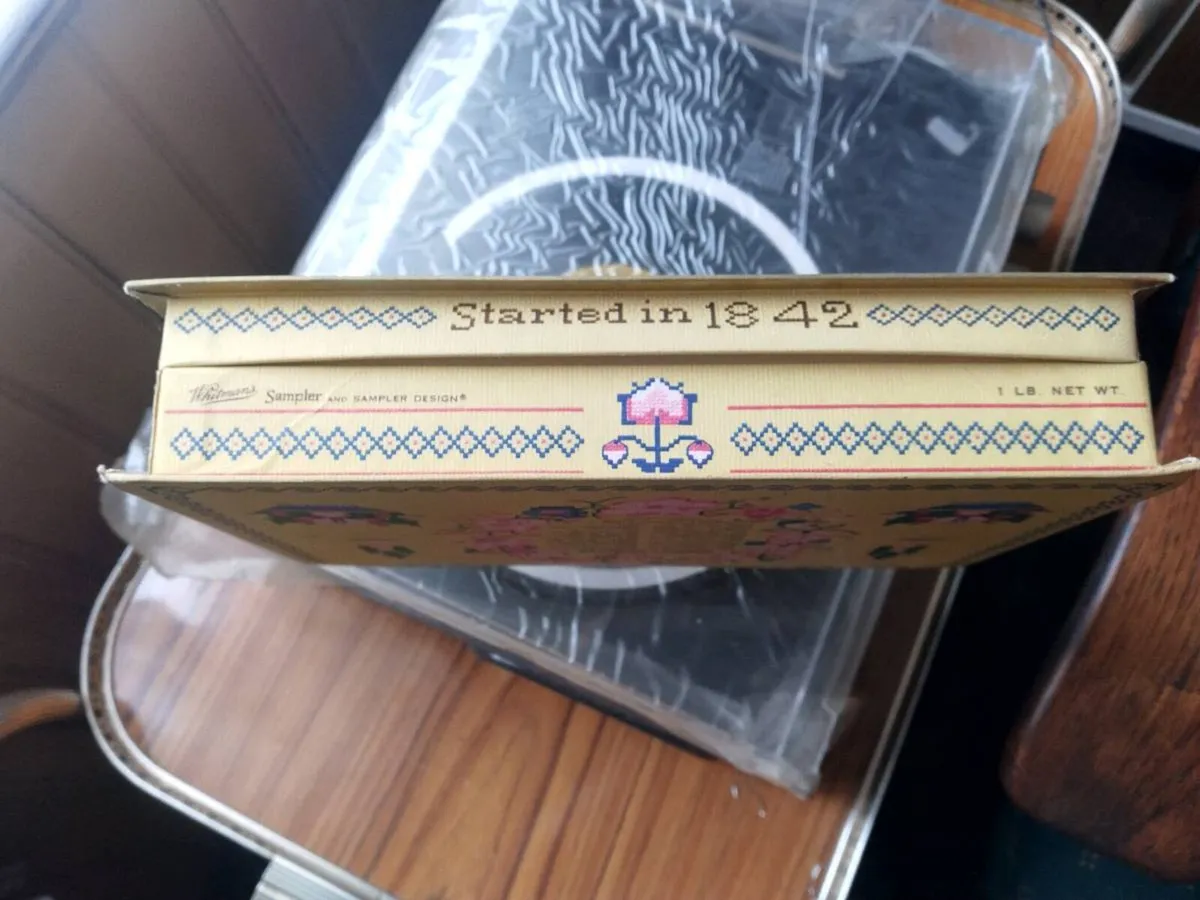 Started in 1842
Whitman's Sampler AND SAMPLER DESIGN®
1 LB. NET WT.